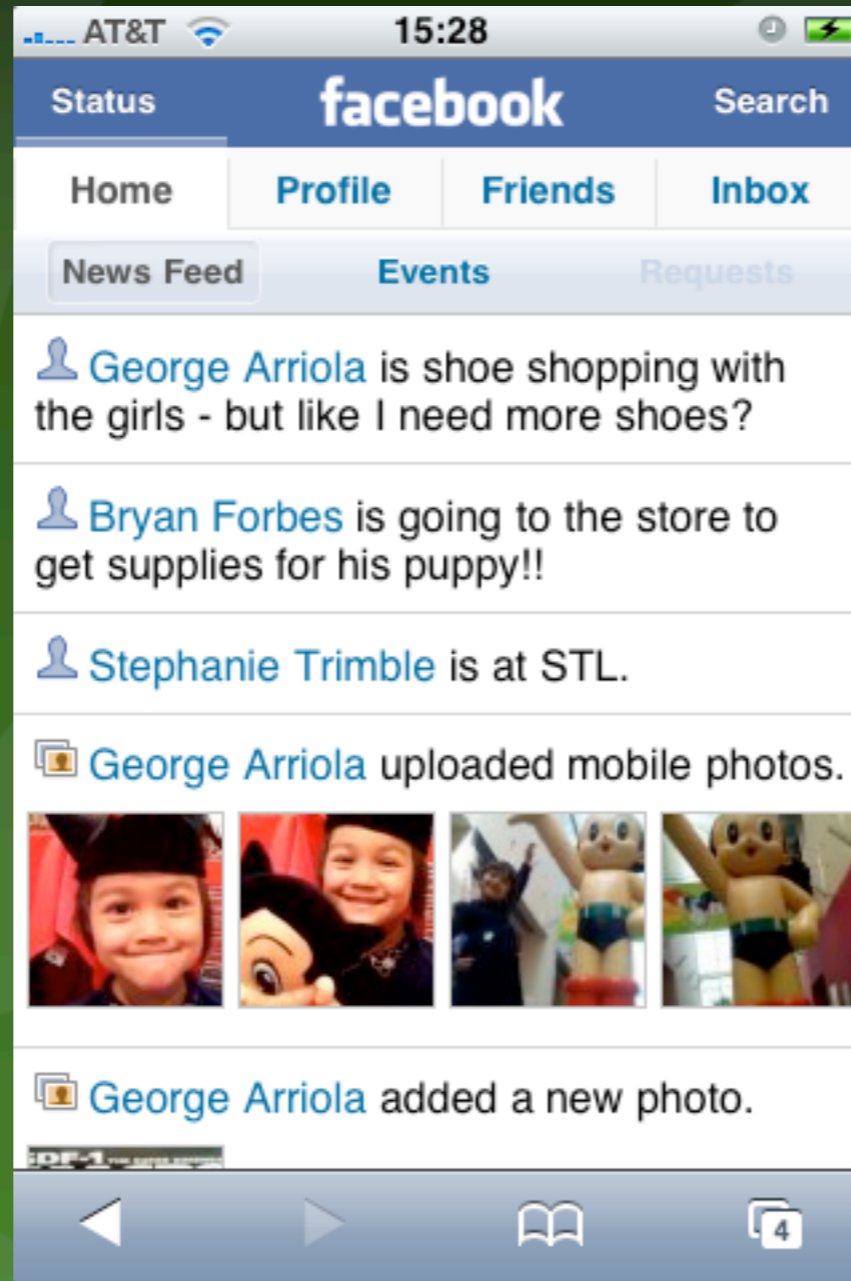 AT&T 15:28
Status facebook Search
Home Profile Friends Inbox
News Feed Events Requests
George Arriola is shoe shopping with
the girls - but like I need more shoes?
Bryan Forbes is going to the store to
get supplies for his puppy!!
Stephanie Trimble is at STL.
George Arriola uploaded mobile photos.
George Arriola added a new photo.
SDF-1
4